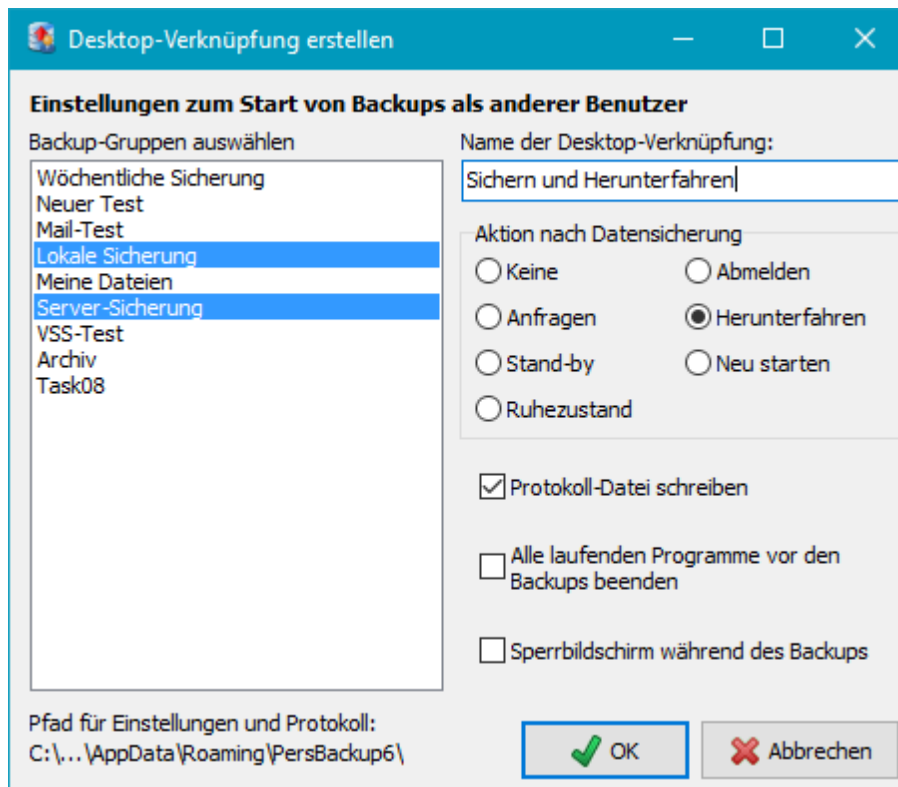 Desktop-Verknüpfung erstellen
Einstellungen zum Start von Backups als anderer Benutzer
Backup-Gruppen auswählen
Wöchentliche Sicherung
Neuer Test
Mail-Test
Lokale Sicherung
Meine Dateien
Server-Sicherung
VSS-Test
Archiv
Task08
Name der Desktop-Verknüpfung:
Sichern und Herunterfahren
Aktion nach Datensicherung
Keine
Abmelden
Anfragen
Herunterfahren
Stand-by
Neu starten
Ruhezustand
Protokoll-Datei schreiben
Alle laufenden Programme vor den
Backups beenden
Sperrbildschirm während des Backups
Pfad für Einstellungen und Protokoll:
C:\...\AppData\Roaming\PersBackup6\
OK
Abbrechen